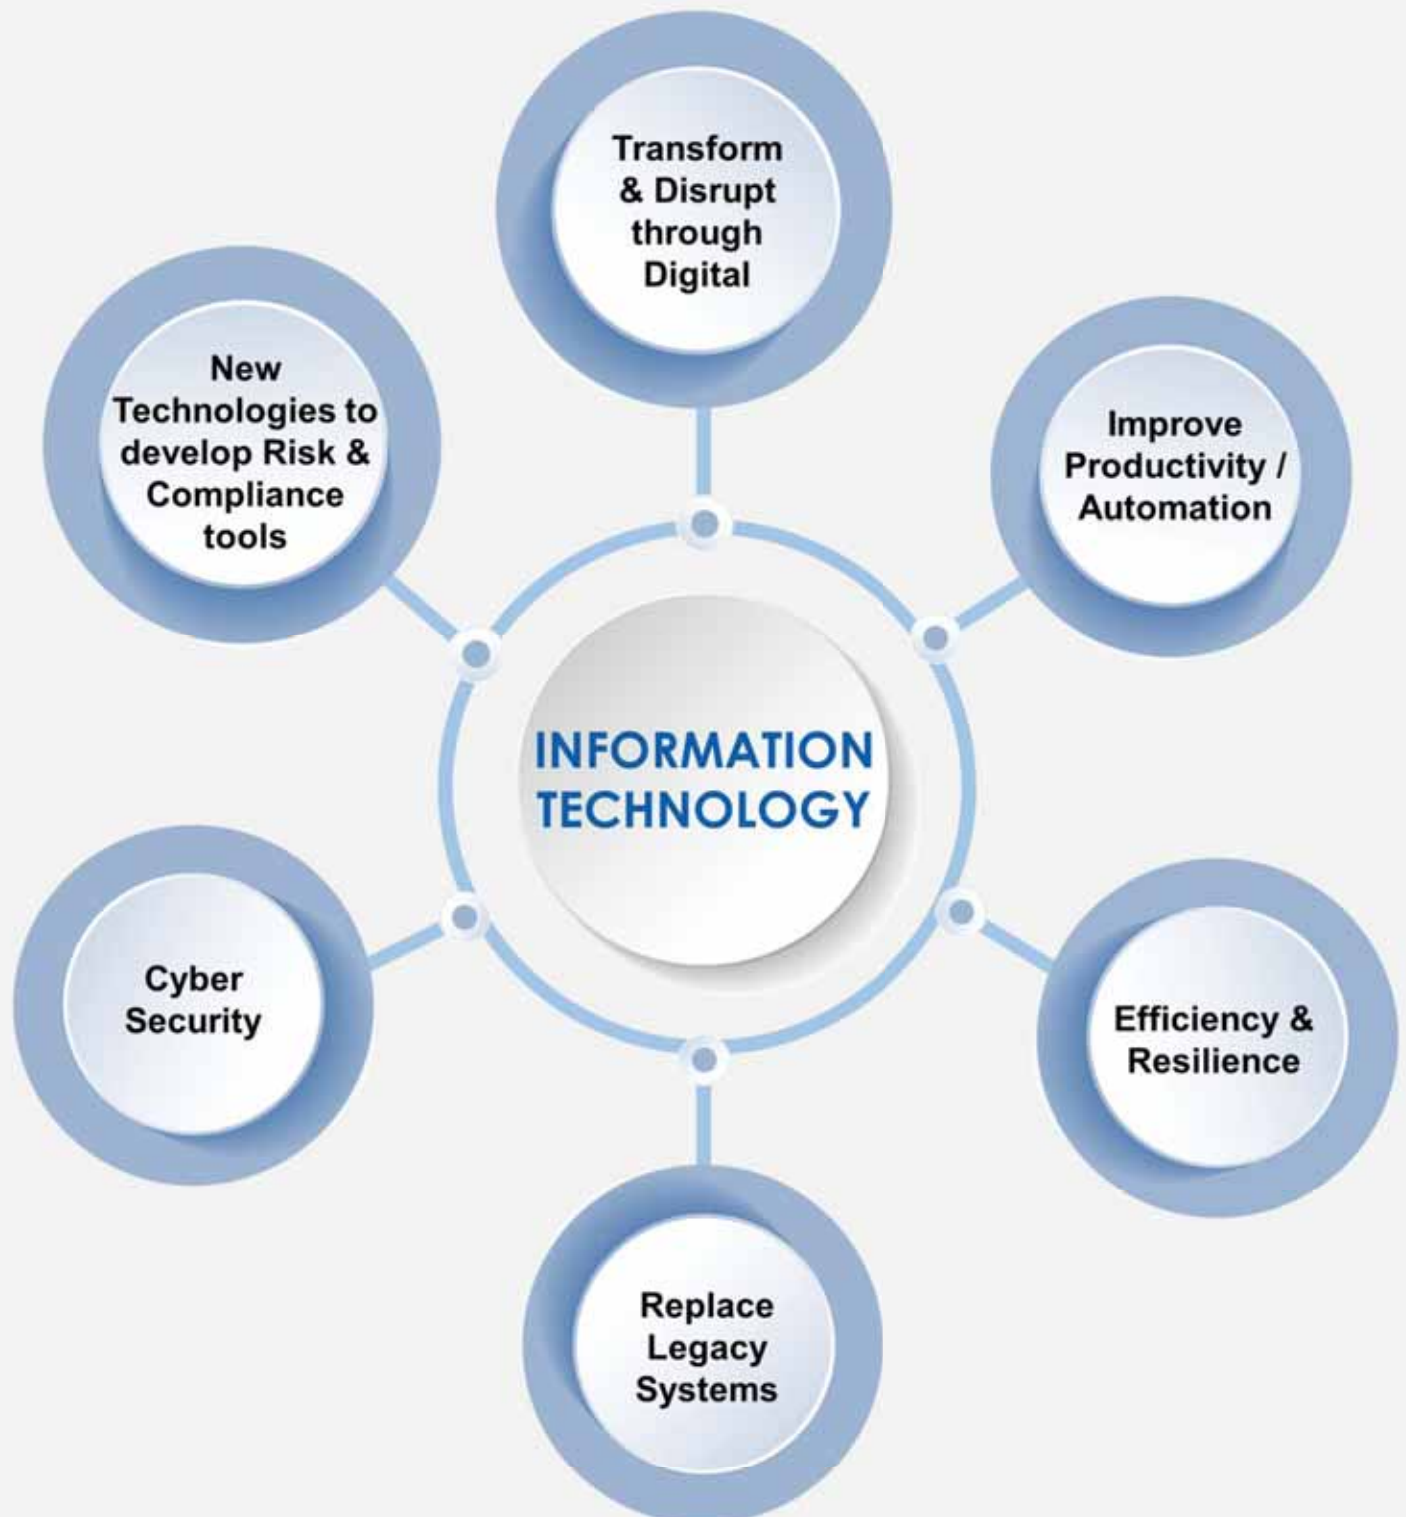 Transform
& Disrupt
through
Digital
New
Technologies to
develop Risk &
Compliance
tools
Improve
Productivity /
Automation
INFORMATION
TECHNOLOGY
Cyber
Security
Efficiency &
Resilience
Replace
Legacy
Systems